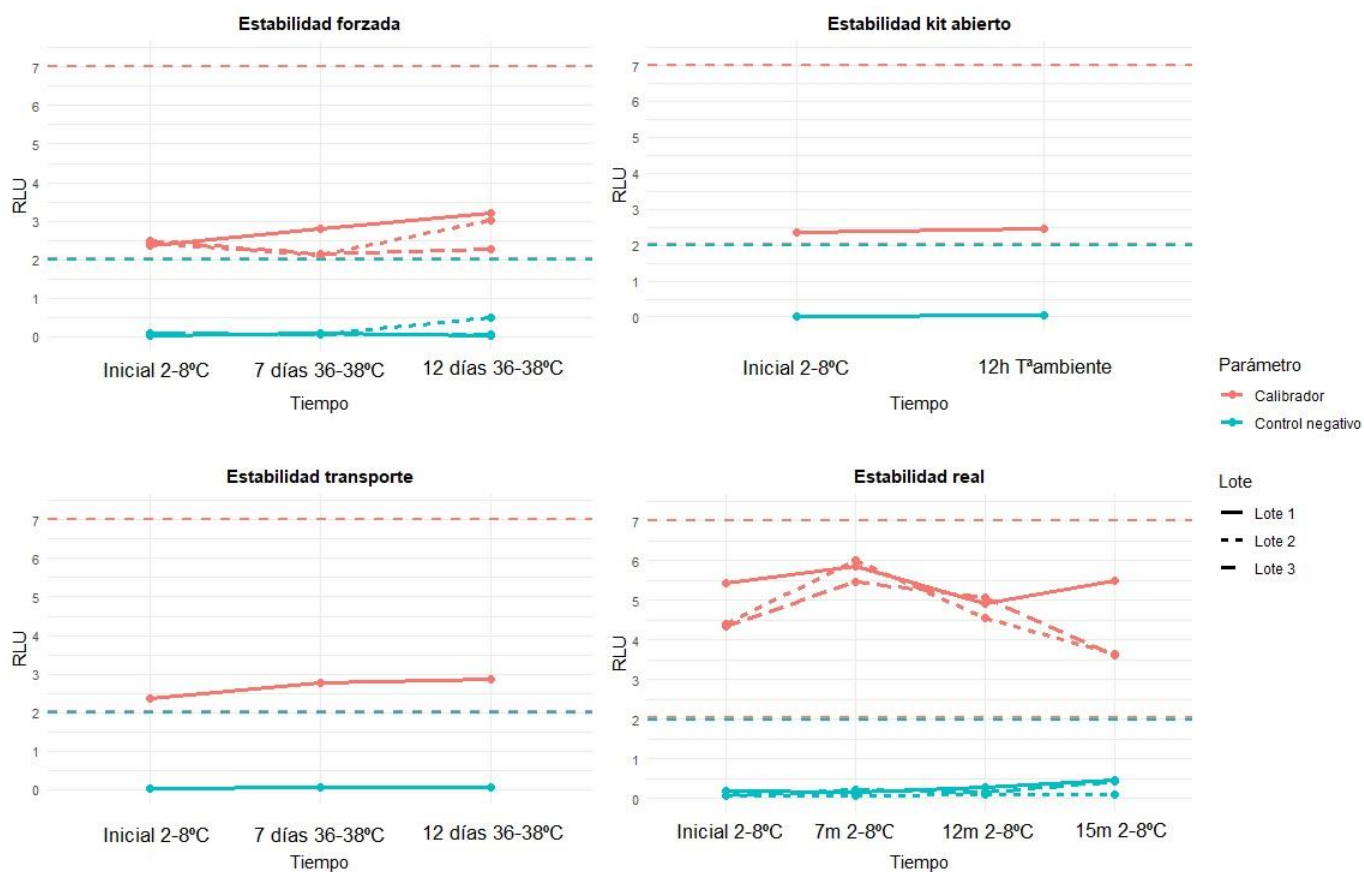 Estabilidad forzada
RLU
7
6
5
4
3
2
1
0
Inicial 2-8ºC
7 días 36-38ºC
12 días 36-38ºC
Tiempo
Estabilidad kit abierto
RLU
7
6
5
4
3
2
1
0
Inicial 2-8ºC
12h Tªambiente
Tiempo
Parámetro
Calibrador
Control negativo
Lote
Lote 1
Lote 2
Lote 3
Estabilidad transporte
RLU
7
6
5
4
3
2
1
0
Inicial 2-8ºC
7 días 36-38ºC
12 días 36-38ºC
Tiempo
Estabilidad real
RLU
7
6
5
4
3
2
1
0
Inicial 2-8ºC
7m 2-8ºC
12m 2-8ºC
15m 2-8ºC
Tiempo